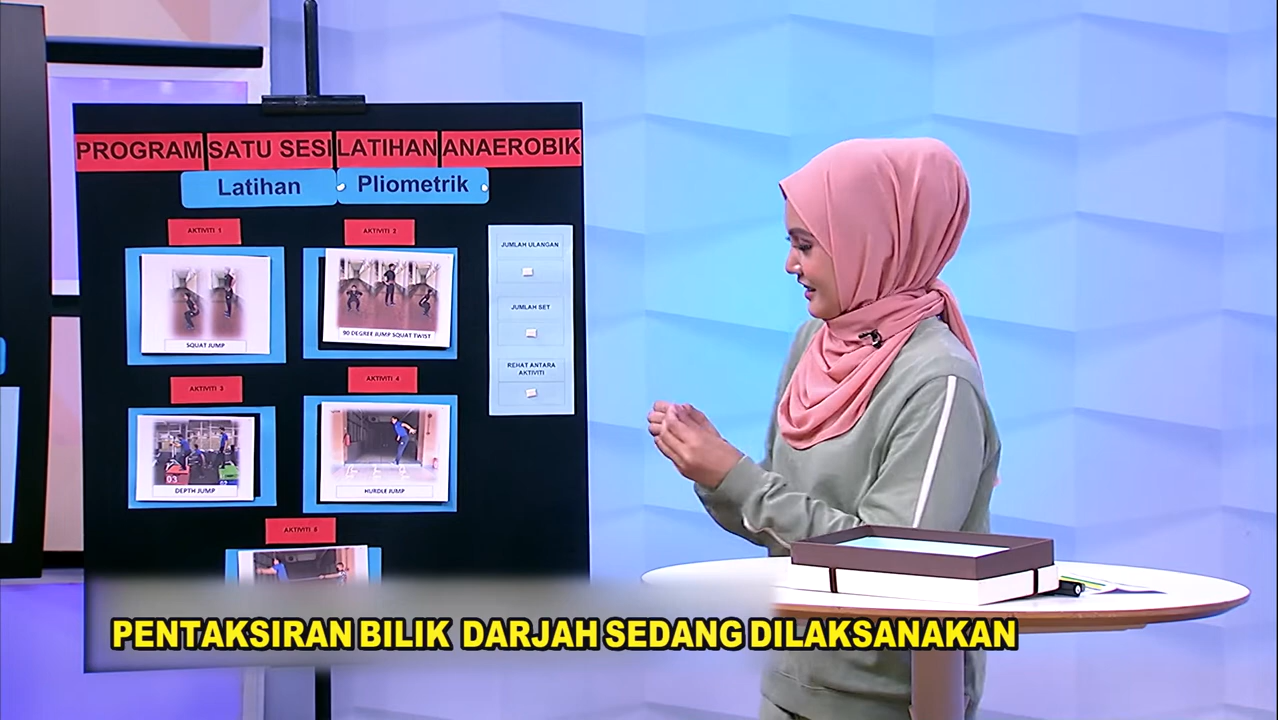 PROGRAM SATU SESI LATIHAN ANAEROBIK
Latihan Pliometrik
AKTIVITI 1
AKTIVITI 2
SQUAT JUMP
90 DEGREE JUMP SQUAT TWIST
JUMLAH ULANGAN
JUMLAH SET
REHAT ANTARA
AKTIVITI
AKTIVITI 3
AKTIVITI 4
03
DEPTH JUMP
HURDLE JUMP
PENTAKSIRAN BILIK DARJAH SEDANG DILAKSANAKAN